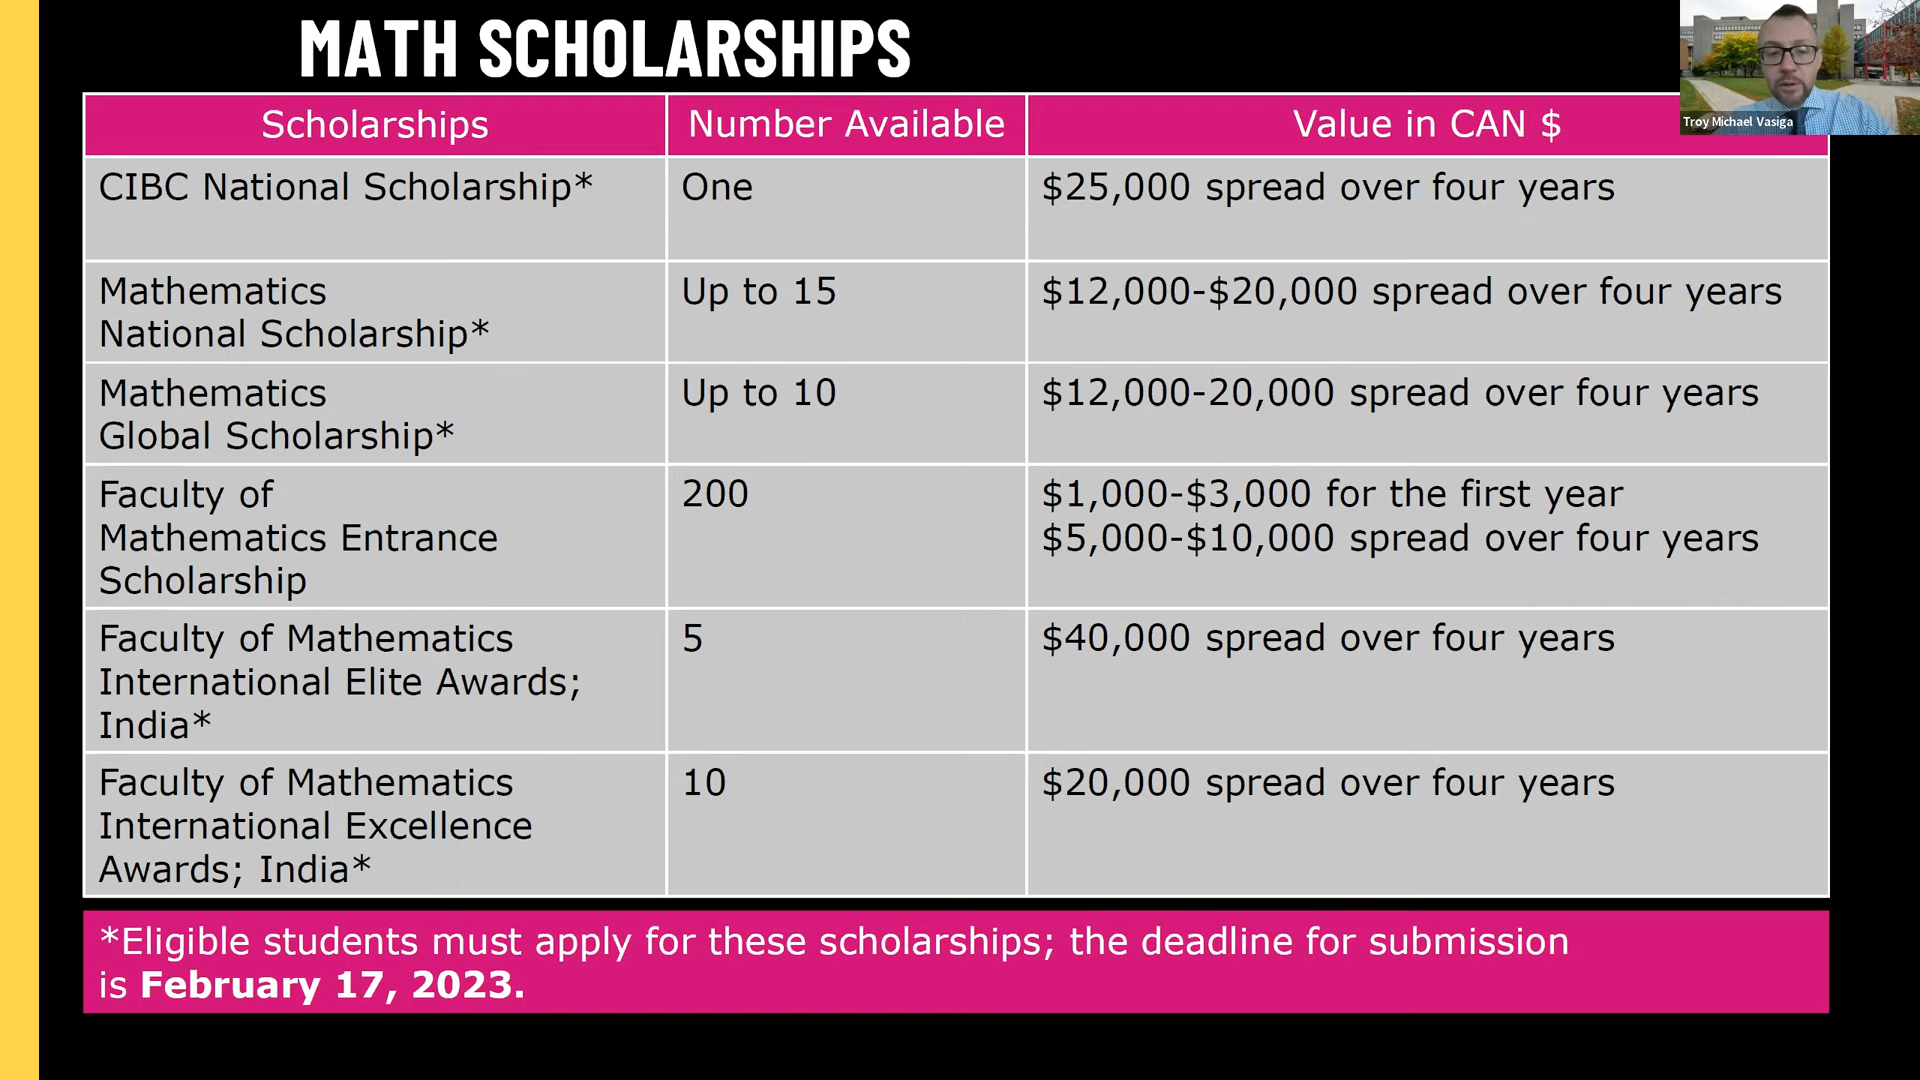 MATH SCHOLARSHIPS
Troy Michael Vasiga
Scholarships
Number Available
Value in CAN $
CIBC National Scholarship*
One
$25,000 spread over four years
Mathematics
National Scholarship*
Up to 15
$12,000-$20,000 spread over four years
Mathematics
Global Scholarship*
Up to 10
$12,000-20,000 spread over four years
Faculty of
Mathematics Entrance
Scholarship
200
$1,000-$3,000 for the first year
$5,000-$10,000 spread over four years
Faculty of Mathematics
International Elite Awards;
India*
5
$40,000 spread over four years
Faculty of Mathematics
International Excellence
Awards; India*
10
$20,000 spread over four years
*Eligible students must apply for these scholarships; the deadline for submission
is February 17, 2023.